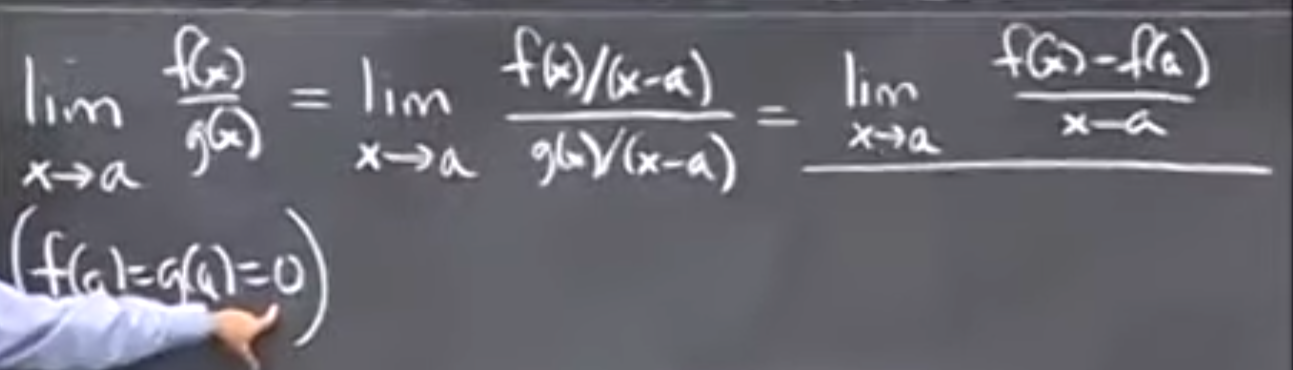 lim x→a f(x)/g(x) = lim x→a (f(x)/(x-a))/(g(x)/(x-a)) = lim x→a (f(x)-f(a))/(x-a)
(f(a)=g(a)=0)